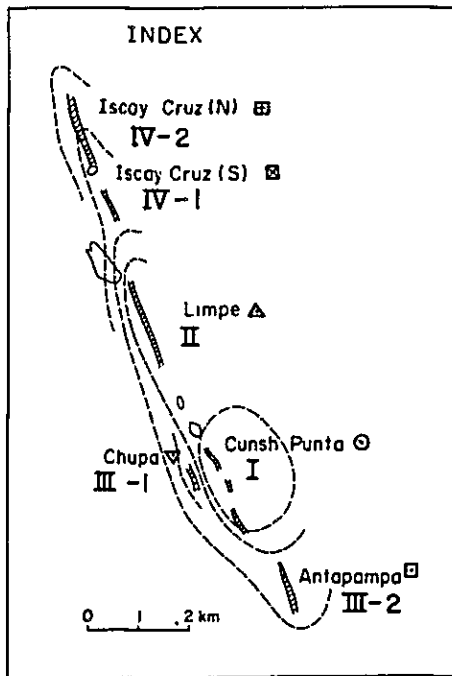 INDEX
Iscay Cruz (N)
IV-2
Iscay Cruz (S)
IV-1
Limpe
II
Cunsh Punta
Chupa
I
III-1
Antapampa
III-2
0 1 2 km